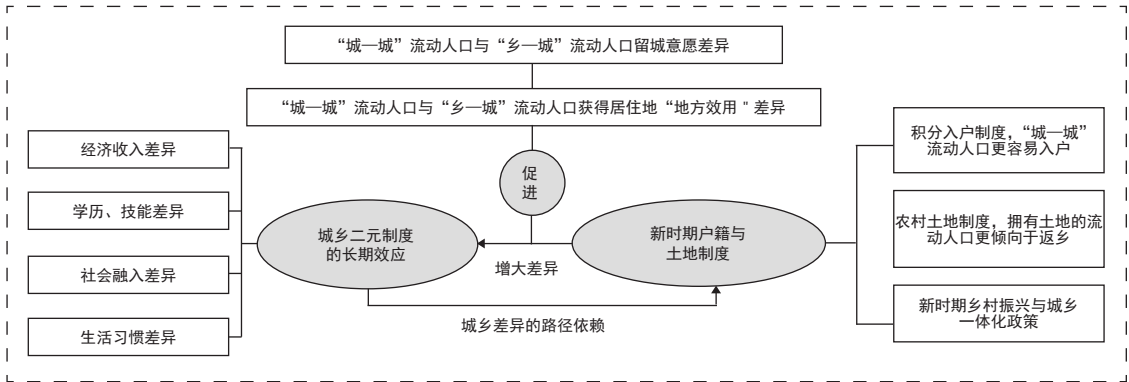 “城—城”流动人口与“乡—城”流动人口留城意愿差异
“城—城”流动人口与“乡—城”流动人口获得居住地“地方效用＂差异
经济收入差异
学历、技能差异
社会融入差异
生活习惯差异
城乡二元制度
的长期效应
促
进
增大差异
城乡差异的路径依赖
新时期户籍与
土地制度
积分入户制度，“城—城”
流动人口更容易入户
农村土地制度，拥有土地的流
动人口更倾向于返乡
新时期乡村振兴与城乡
一体化政策